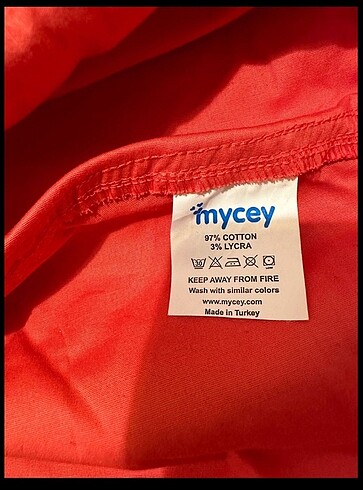 mycey
97% COTTON
3% LYCRA
30
KEEP AWAY FROM FIRE
Wash with similar colors
www.mycey.com
Made in Turkey